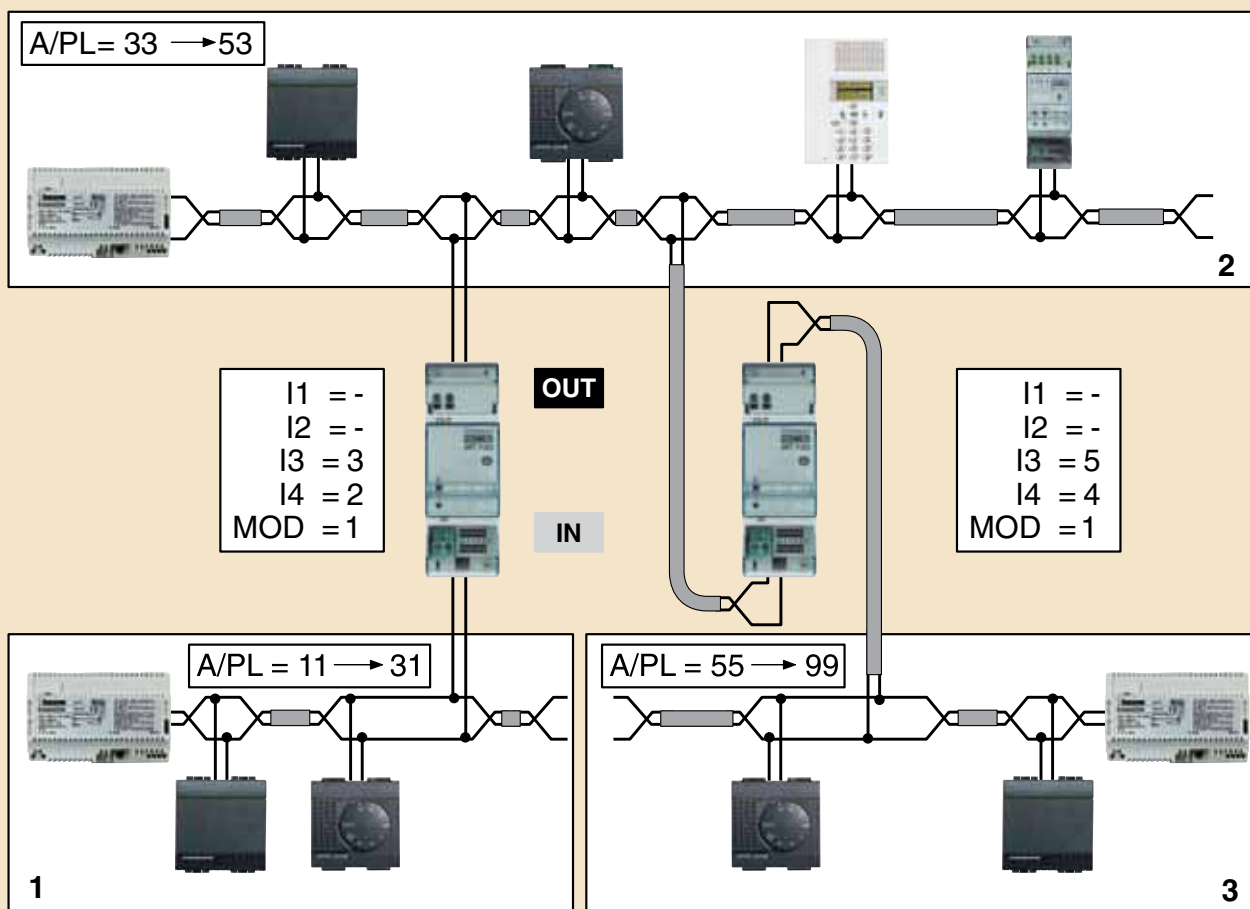 A/PL= 33 → 53
2
I1 = -
I2 = -
I3 = 3
I4 = 2
MOD = 1
OUT
IN
I1 = -
I2 = -
I3 = 5
I4 = 4
MOD = 1
A/PL = 11 → 31
1
A/PL = 55 → 99
3